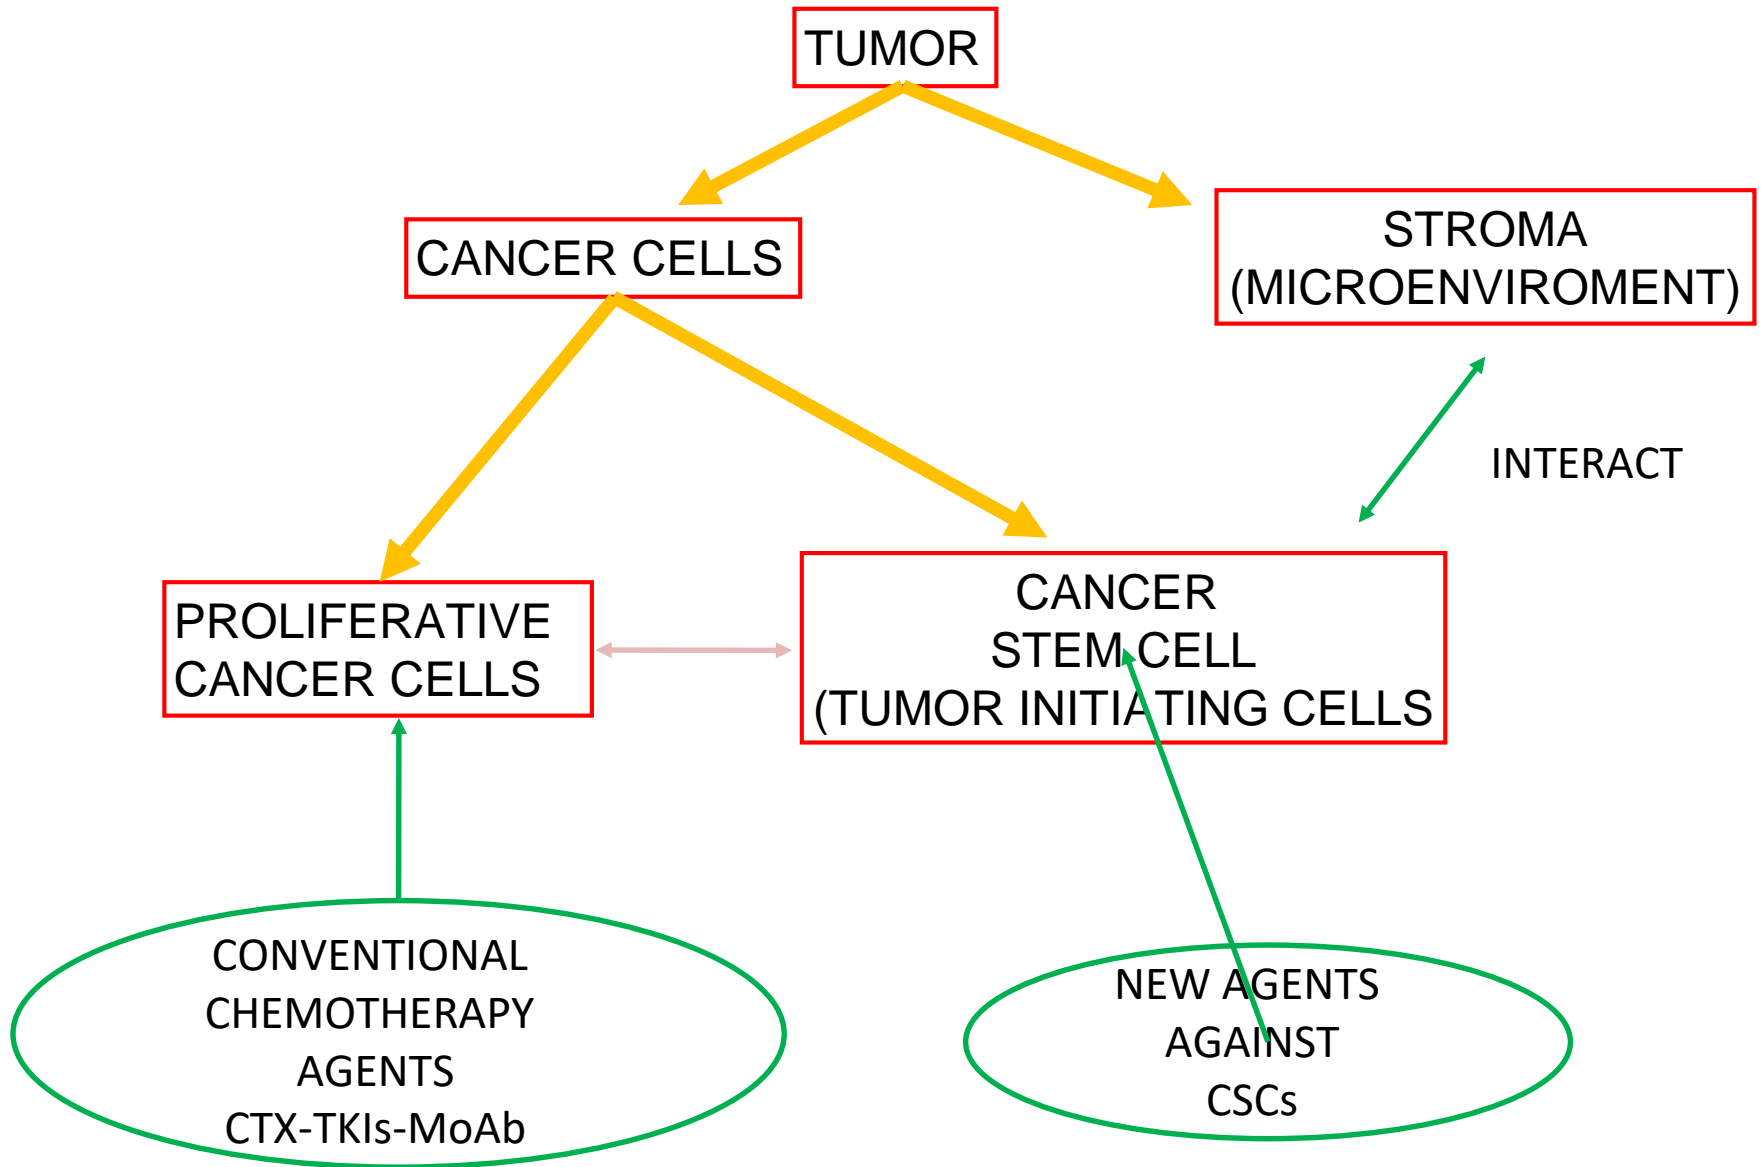 TUMOR
CANCER CELLS
STROMA
(MICROENVIROMENT)
INTERACT
PROLIFERATIVE
CANCER CELLS
CANCER
STEM CELL
(TUMOR INITIATING CELLS
CONVENTIONAL
CHEMOTHERAPY
AGENTS
CTX-TKIs-MoAb
NEW AGENTS
AGAINST
CSCs